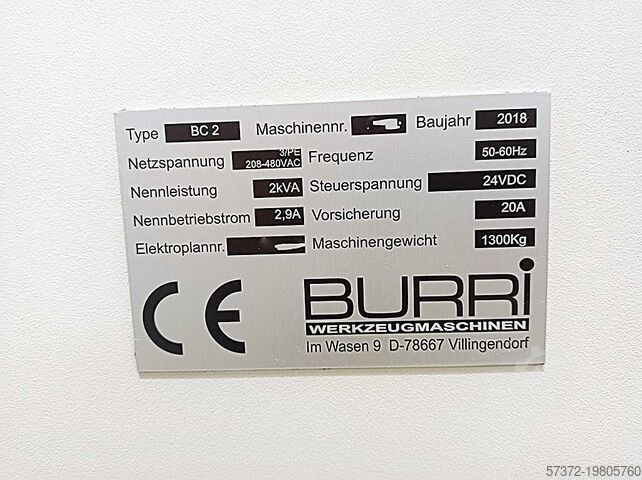 Type BC 2 Maschinennr. Baujahr 2018
Netzspannung 3/PE 208-480VAC Frequenz 50-60Hz
Nennleistung 2kVA Steuerspannung 24VDC
Nennbetriebstrom 2,9A Vorsicherung 20A
Elektroplannr. Maschinengewicht 1300Kg
CE BURRi
WERKZEUGMASCHINEN
Im Wasen 9 D-78667 Villingendorf
57372-19805760